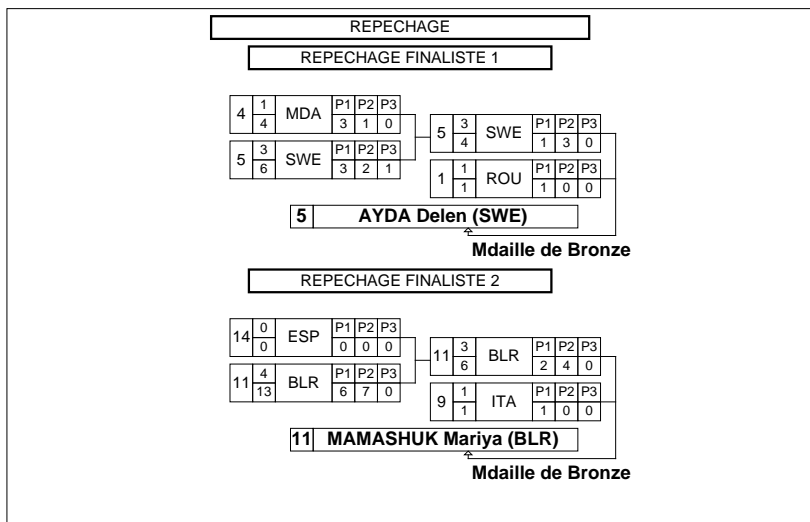 REPECHAGE
REPECHAGE FINALISTE 1
4 1 4 MDA P1 P2 P3 3 1 0
5 3 6 SWE P1 P2 P3 3 2 1
5 3 4 SWE P1 P2 P3 1 3 0
1 1 1 ROU P1 P2 P3 1 0 0
5 AYDA Delen (SWE)
Mdaille de Bronze
REPECHAGE FINALISTE 2
14 0 0 ESP P1 P2 P3 0 0 0
11 4 13 BLR P1 P2 P3 6 7 0
11 3 6 BLR P1 P2 P3 2 4 0
9 1 1 ITA P1 P2 P3 1 0 0
11 MAMASHUK Mariya (BLR)
Mdaille de Bronze